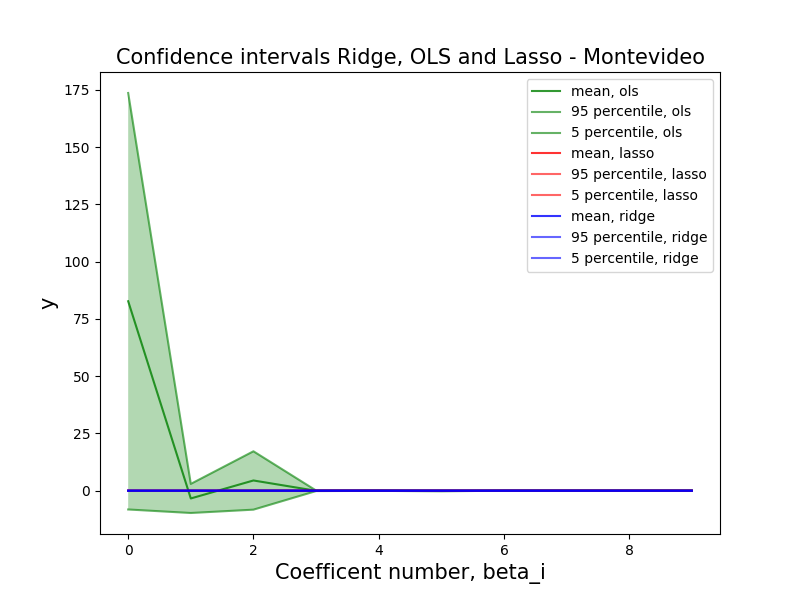 Confidence intervals Ridge, OLS and Lasso - Montevideo
175
150
125
100
75
50
25
0
y
mean, ols
95 percentile, ols
5 percentile, ols
mean, lasso
95 percentile, lasso
5 percentile, lasso
mean, ridge
95 percentile, ridge
5 percentile, ridge
0 2 4 6 8
Coefficent number, beta_i